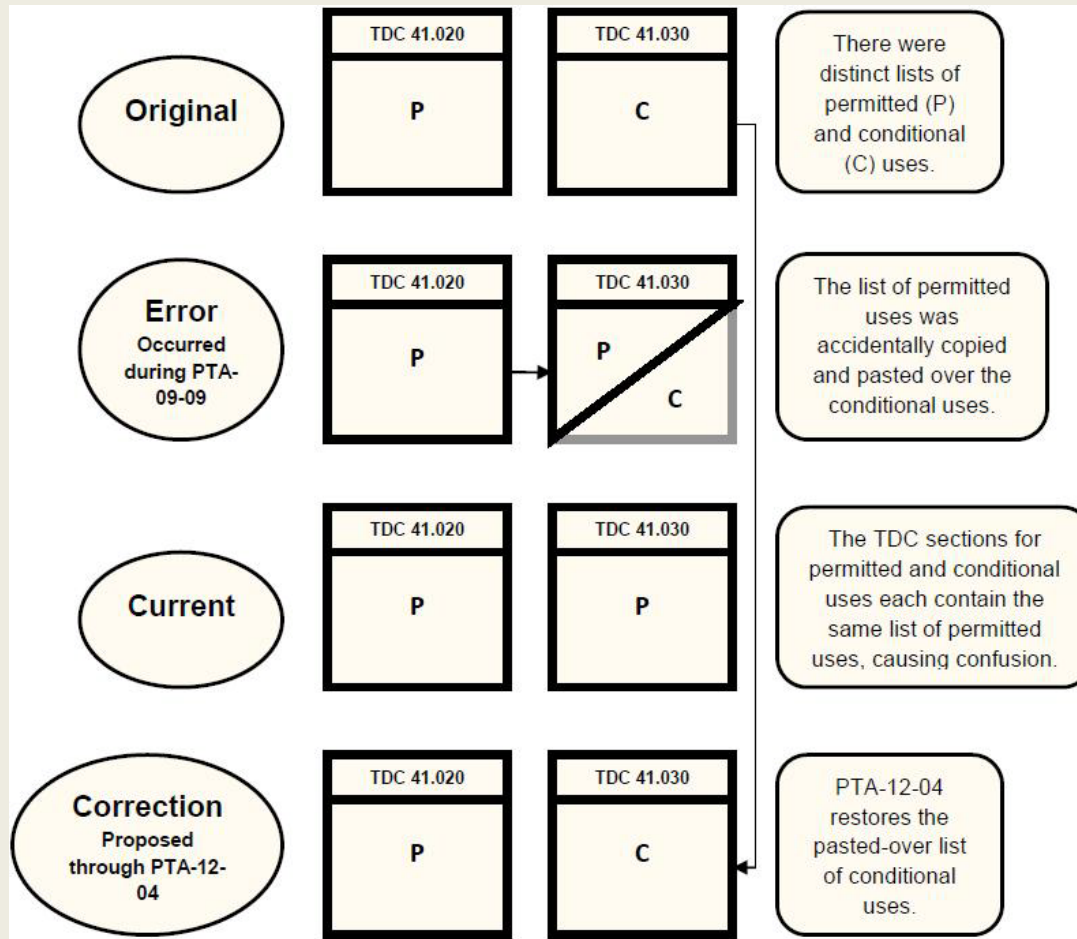 Original
TDC 41.020
P
TDC 41.030
C
There were
distinct lists of
permitted (P)
and conditional
(C) uses.
Error
Occurred
during PTA-
09-09
TDC 41.020
P
TDC 41.030
P
C
The list of permitted
uses was
accidentally copied
and pasted over the
conditional uses.
Current
TDC 41.020
P
TDC 41.030
P
The TDC sections for
permitted and conditional
uses each contain the
same list of permitted
uses, causing confusion.
Correction
Proposed
through PTA-12-
04
TDC 41.020
P
TDC 41.030
C
PTA-12-04
restores the
pasted-over list
of conditional
uses.